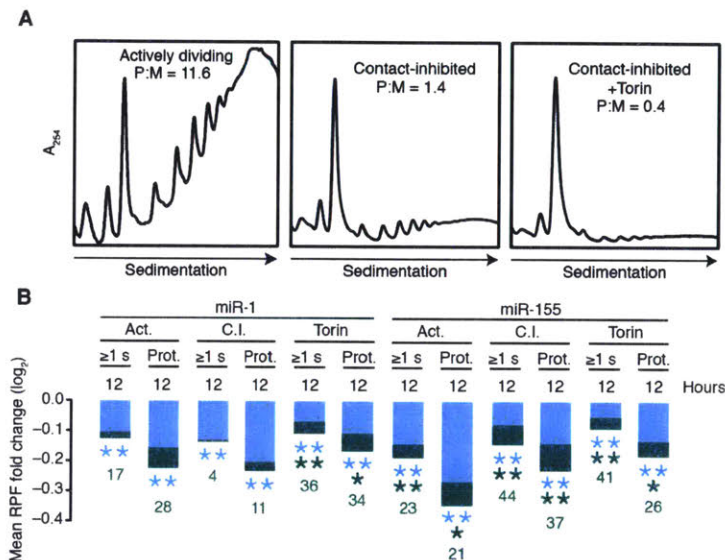 A
Actively dividing
P:M = 11.6
Contact-inhibited
P:M = 1.4
Contact-inhibited
+Torin
P:M = 0.4
A254
Sedimentation
Sedimentation
Sedimentation
B
miR-1 miR-155
Act. C.I. Torin Act. C.I. Torin
≥1 s Prot. ≥1 s Prot. ≥1 s Prot. ≥1 s Prot. ≥1 s Prot. ≥1 s Prot.
12 12 12 12 12 12 12 12 12 12 12 12 Hours
Mean RPF fold change (log2)
0.0
−0.1
−0.2
−0.3
−0.4
** ** ** ** ** ** ** ** ** ** ** **
** * ** * ** ** ** *
17 28 4 11 36 34 23 21 44 37 41 26